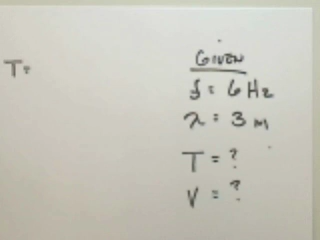 T=
GIVEN
f = 6 Hz
λ = 3 m
T = ?
V = ?